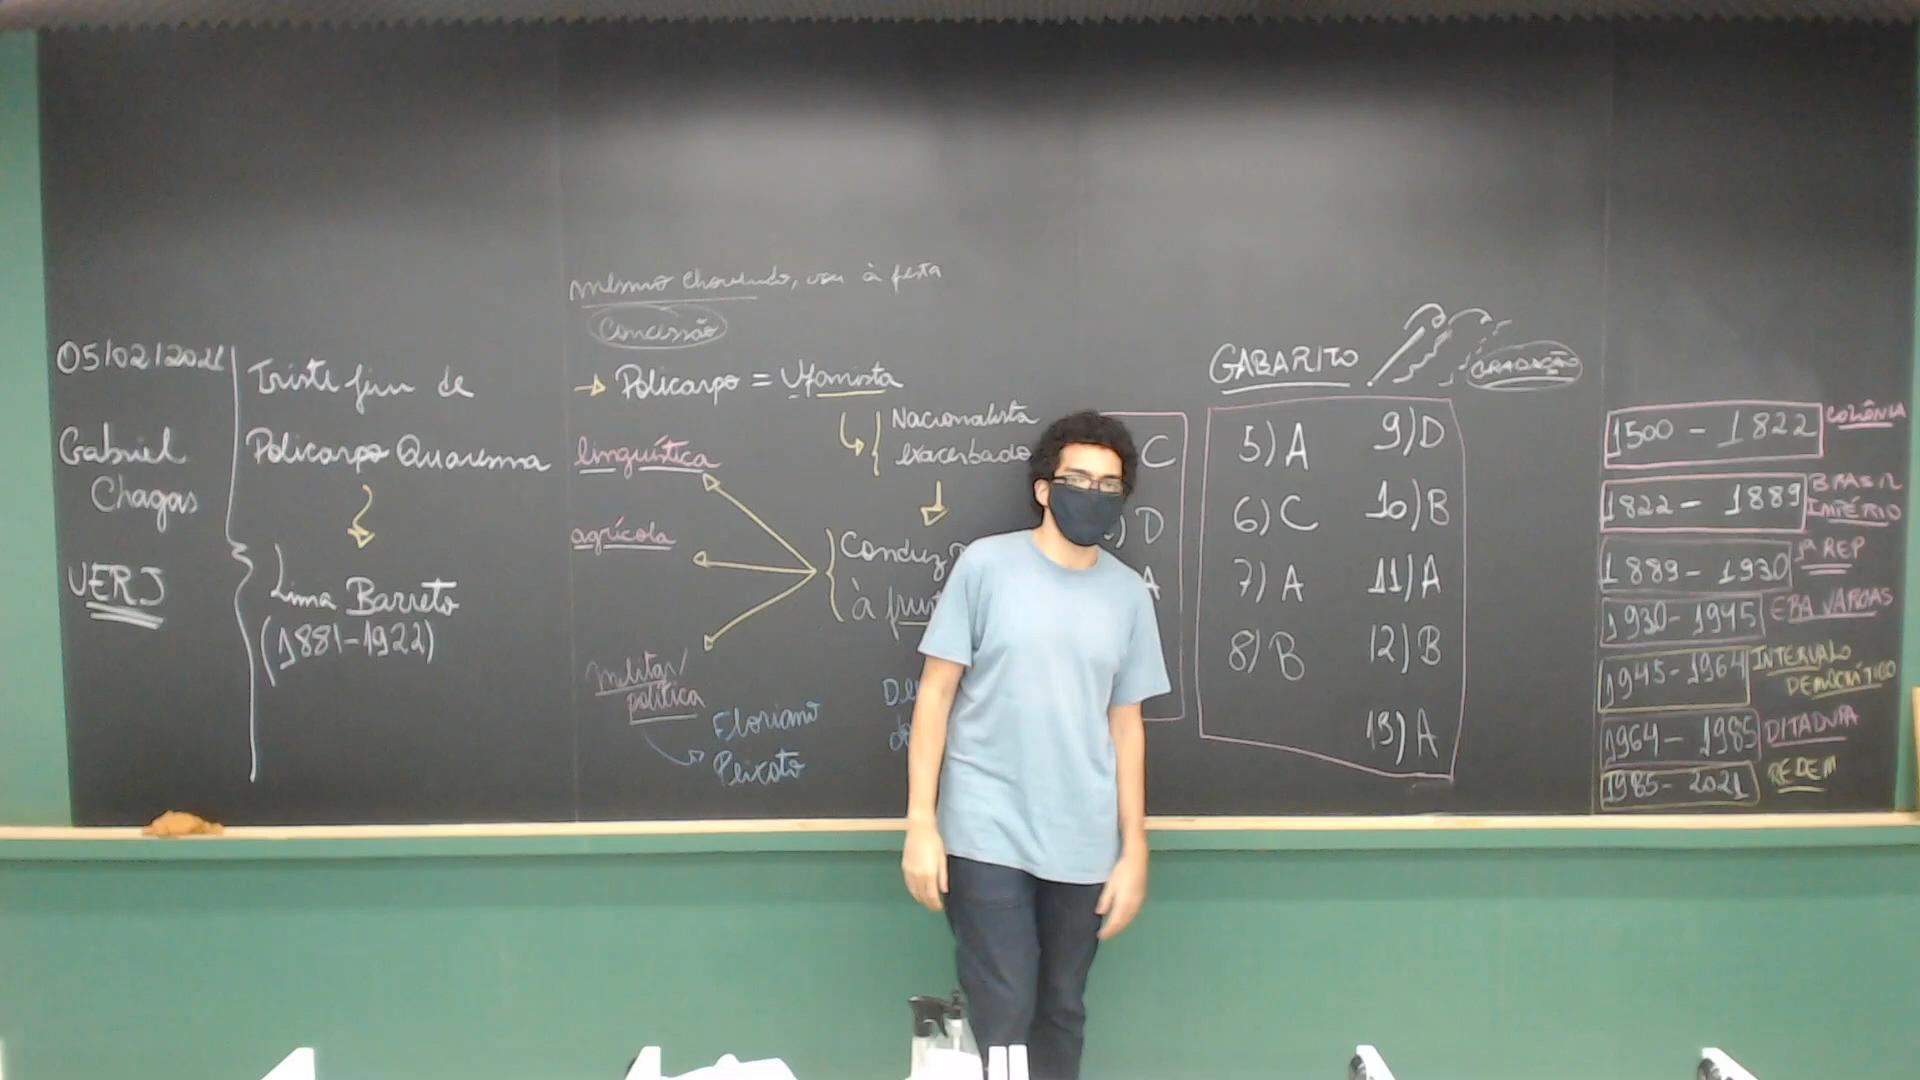 05/02/2021
Gabriel
Chagas
UERJ
Triste fim de
Policarpo Quaresma
Lima Barreto
(1881-1922)
mesmo chovendo, vou à festa
Concessão
→ Policarpo = Ufanista
Nacionalista
exacerbado
linguística
agrícola
militar/
política
Floriano
Peixoto
Conduz
à
C
D
A
GABARITO
GRADAÇÃO
5) A 9) D
6) C 10) B
7) A 11) A
8) B 12) B
13) A
1500 - 1822 COLÔNIA
1822 - 1889 BRASIL
IMPÉRIO
1889 - 1930 1ª REP
1930 - 1945 ERA VARGAS
1945 - 1964 INTERVALO
DEMOCRÁTICO
1964 - 1985 DITADURA
1985 - 2021 REDEM